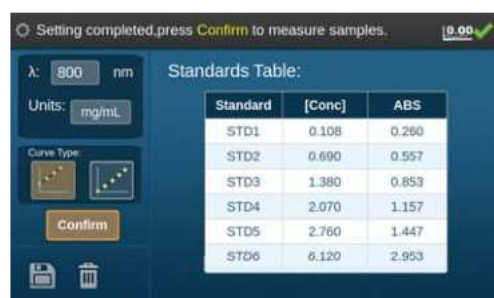 Setting completed,press Confirm to measure samples.
0.00
λ: 800 nm
Units: mg/mL
Curve Type:
Confirm
Standards Table:
Standard [Conc] ABS
STD1 0.108 0.260
STD2 0.690 0.557
STD3 1.380 0.853
STD4 2.070 1.157
STD5 2.760 1.447
STD6 6.120 2.953